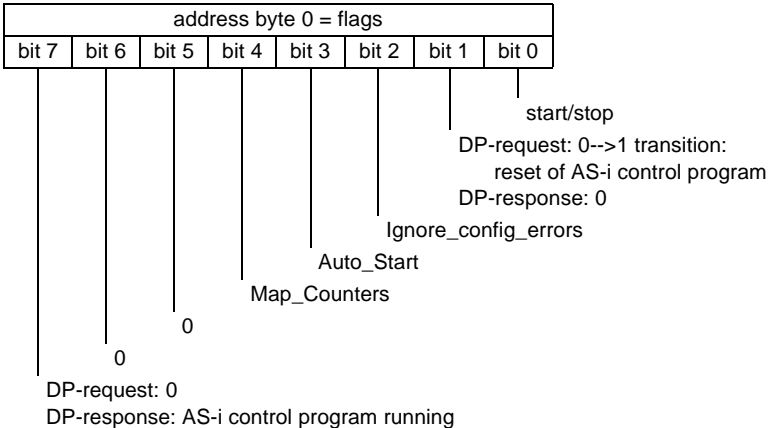 address byte 0 = flags
bit 7 bit 6 bit 5 bit 4 bit 3 bit 2 bit 1 bit 0
start/stop
DP-request: 0-->1 transition:
reset of AS-i control program
DP-response: 0
Ignore_config_errors
Auto_Start
Map_Counters
0
0
DP-request: 0
DP-response: AS-i control program running